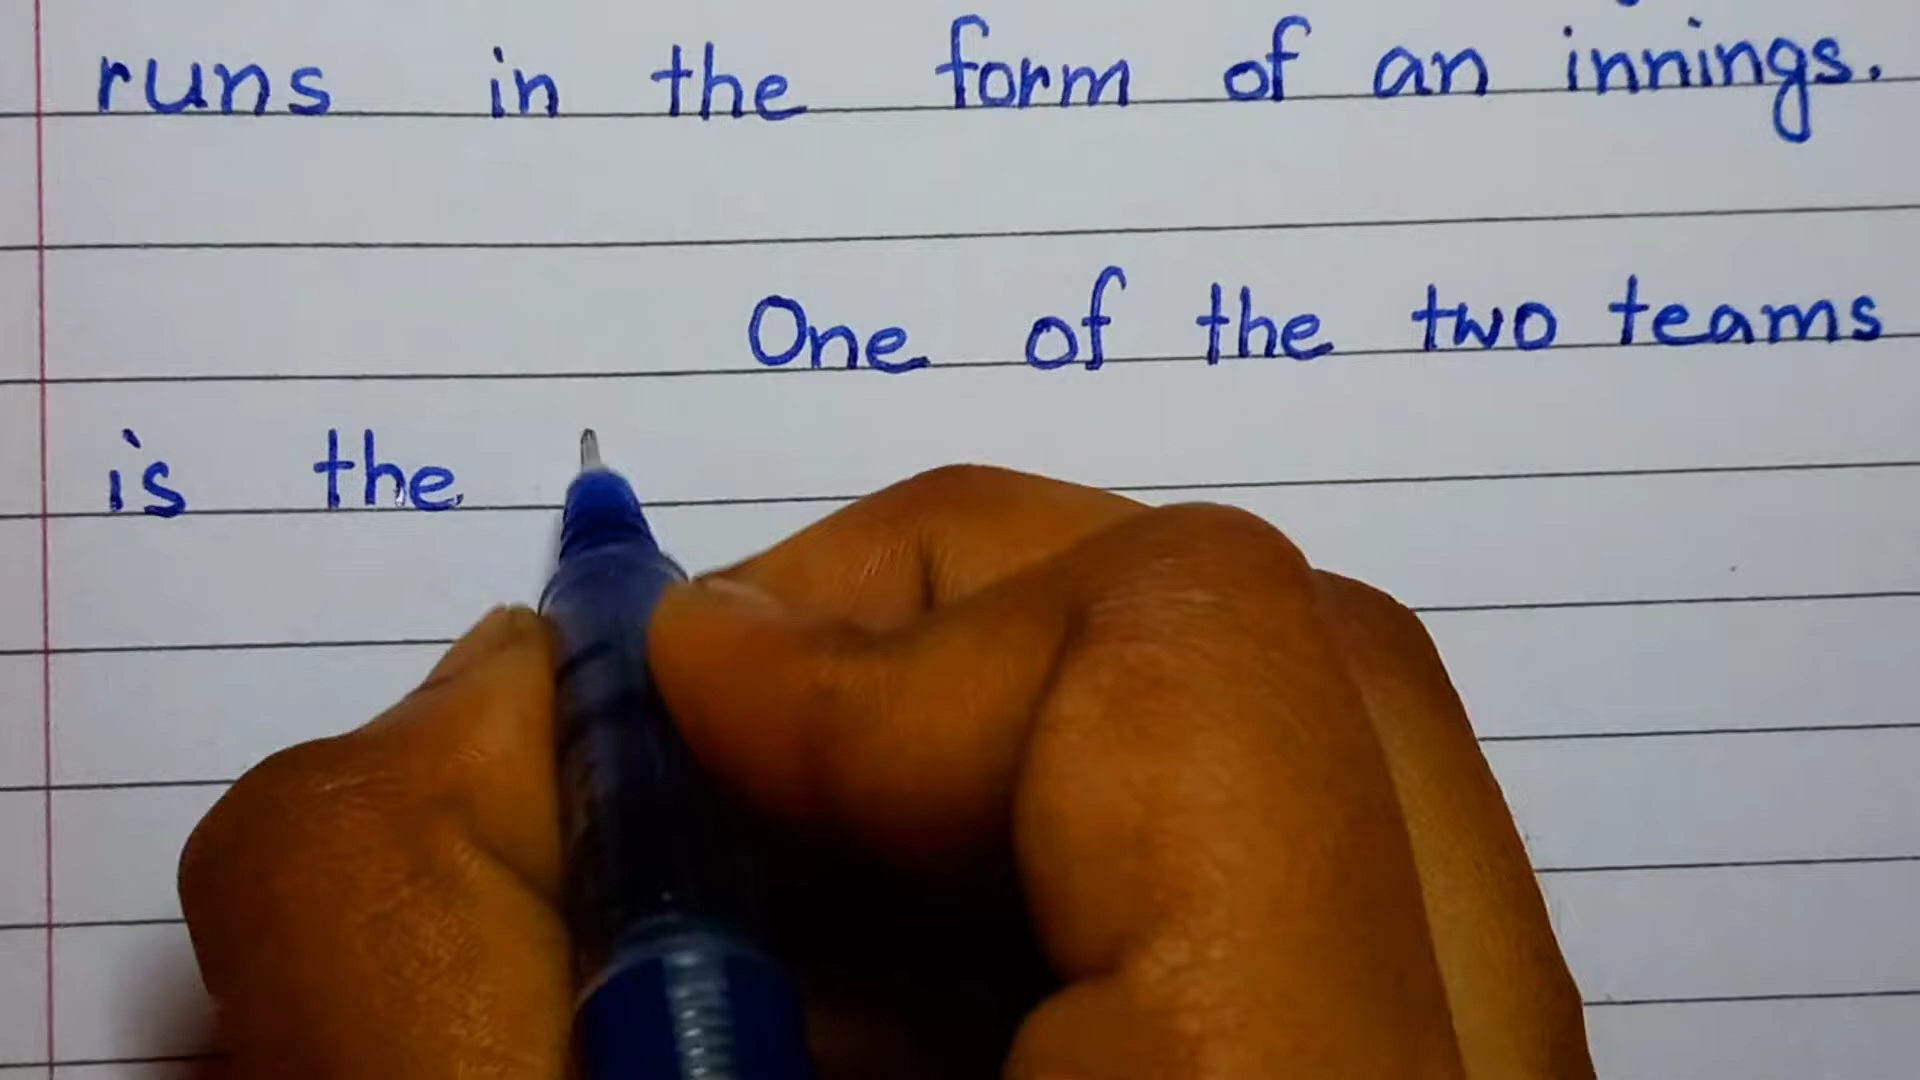 runs in the form of an innings.
One of the two teams
is the